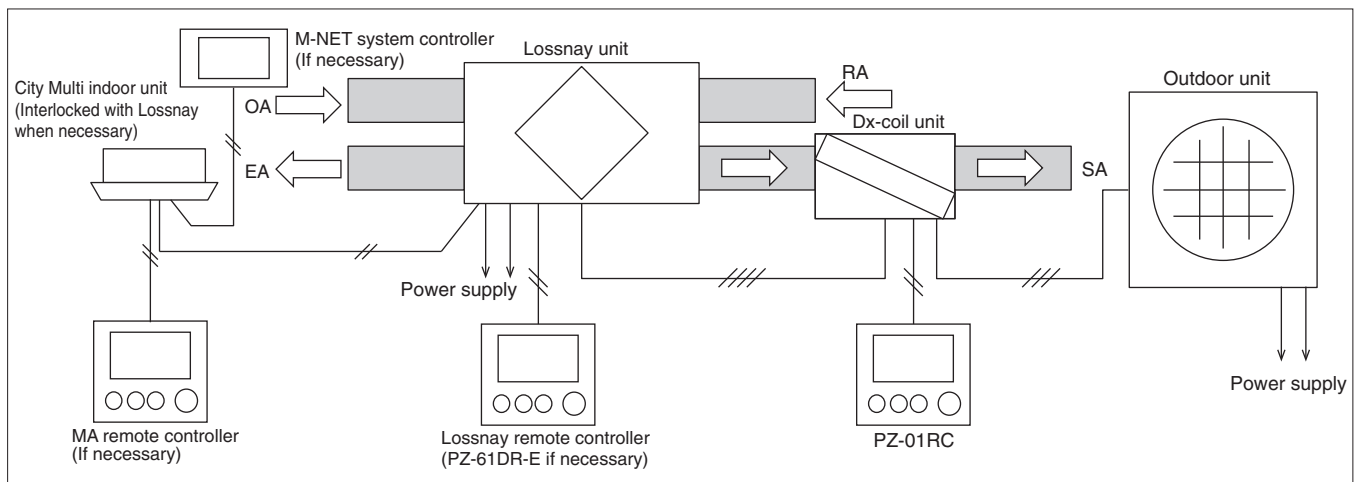 M-NET system controller
(If necessary)
Lossnay unit
City Multi indoor unit
(Interlocked with Lossnay
when necessary)
OA
RA
Outdoor unit
Dx-coil unit
EA
SA
Power supply
Power supply
MA remote controller
(If necessary)
Lossnay remote controller
(PZ-61DR-E if necessary)
PZ-01RC